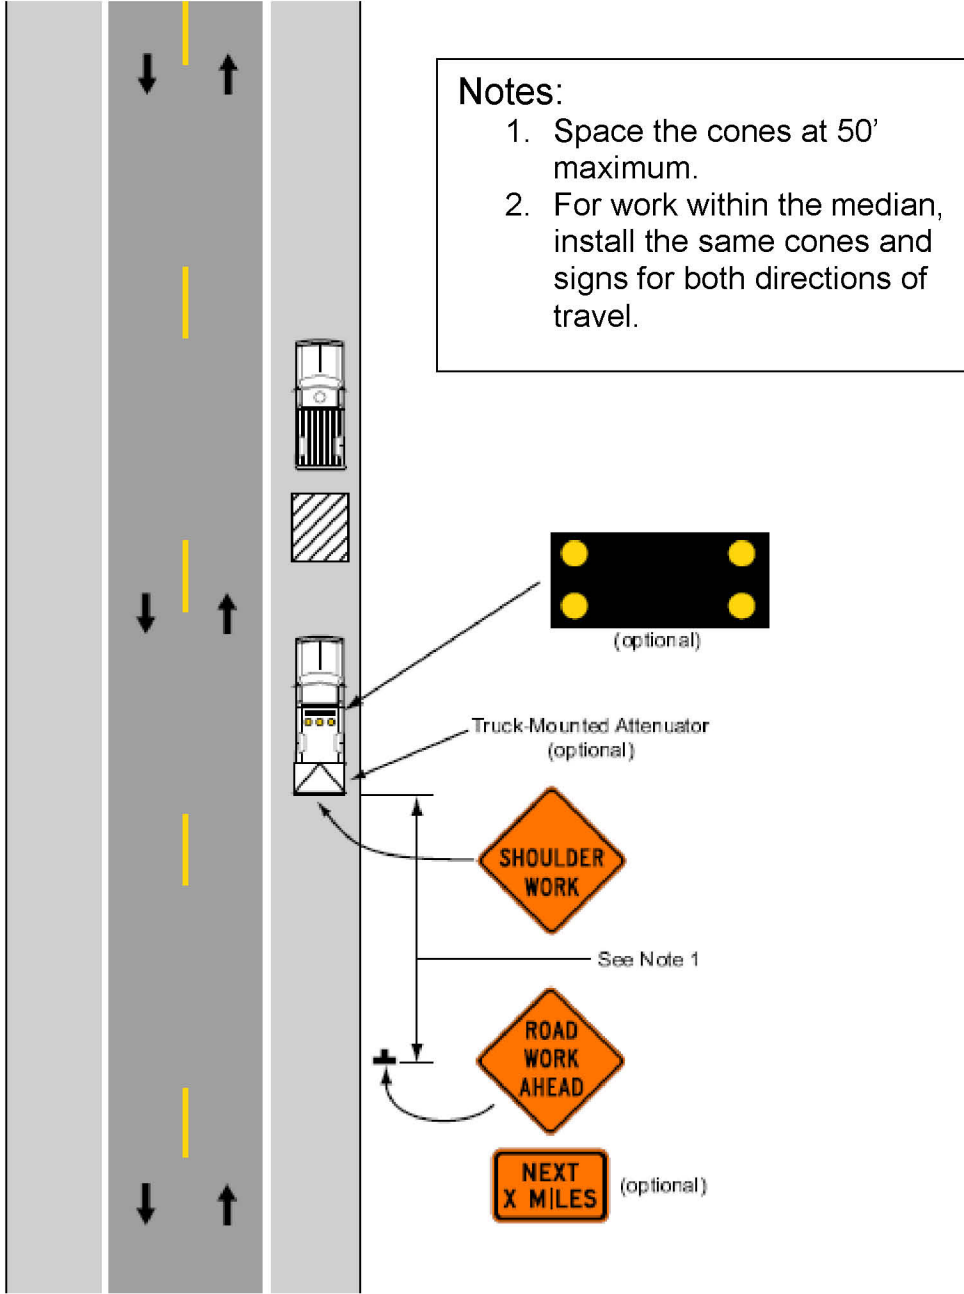 Notes:
1. Space the cones at 50’
maximum.
2. For work within the median,
install the same cones and
signs for both directions of
travel.
(optional)
Truck-Mounted Attenuator
(optional)
SHOULDER
WORK
See Note 1
ROAD
WORK
AHEAD
NEXT
X MILES
(optional)